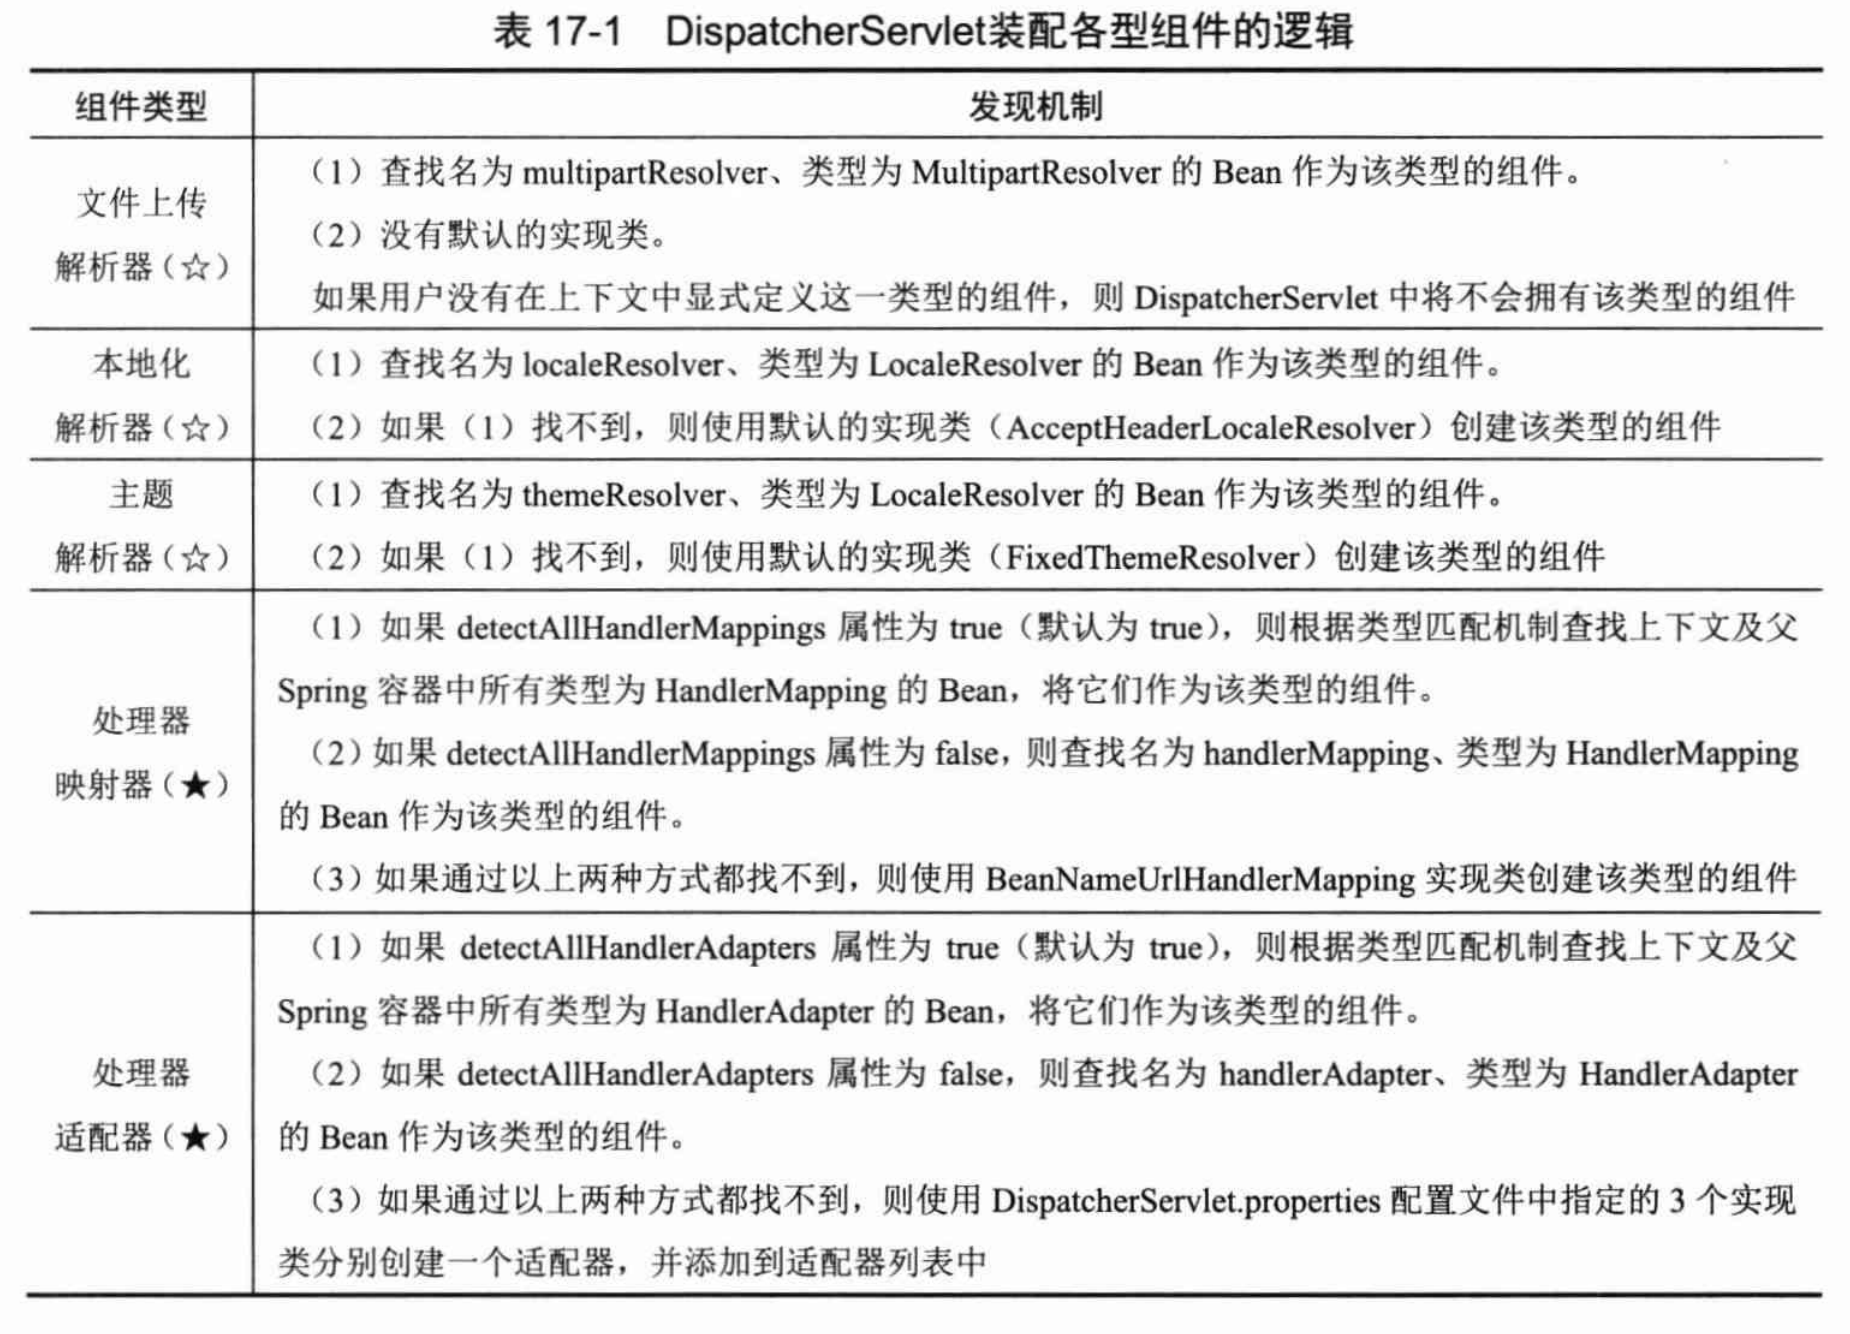 表 17-1 DispatcherServlet装配各型组件的逻辑
组件类型
发现机制
文件上传
解析器（☆）
（1）查找名为 multipartResolver、类型为 MultipartResolver 的 Bean 作为该类型的组件。
（2）没有默认的实现类。
如果用户没有在上下文中显式定义这一类型的组件，则 DispatcherServlet 中将不会拥有该类型的组件
本地化
解析器（☆）
（1）查找名为 localeResolver、类型为 LocaleResolver 的 Bean 作为该类型的组件。
（2）如果（1）找不到，则使用默认的实现类（AcceptHeaderLocaleResolver）创建该类型的组件
主题
解析器（☆）
（1）查找名为 themeResolver、类型为 LocaleResolver 的 Bean 作为该类型的组件。
（2）如果（1）找不到，则使用默认的实现类（FixedThemeResolver）创建该类型的组件
处理器
映射器（★）
（1）如果 detectAllHandlerMappings 属性为 true（默认为 true），则根据类型匹配机制查找上下文及父
Spring 容器中所有类型为 HandlerMapping 的 Bean，将它们作为该类型的组件。
（2）如果 detectAllHandlerMappings 属性为 false，则查找名为 handlerMapping、类型为 HandlerMapping
的 Bean 作为该类型的组件。
（3）如果通过以上两种方式都找不到，则使用 BeanNameUrlHandlerMapping 实现类创建该类型的组件
处理器
适配器（★）
（1）如果 detectAllHandlerAdapters 属性为 true（默认为 true），则根据类型匹配机制查找上下文及父
Spring 容器中所有类型为 HandlerAdapter 的 Bean，将它们作为该类型的组件。
（2）如果 detectAllHandlerAdapters 属性为 false，则查找名为 handlerAdapter、类型为 HandlerAdapter
的 Bean 作为该类型的组件。
（3）如果通过以上两种方式都找不到，则使用 DispatcherServlet.properties 配置文件中指定的 3 个实现
类分别创建一个适配器，并添加到适配器列表中